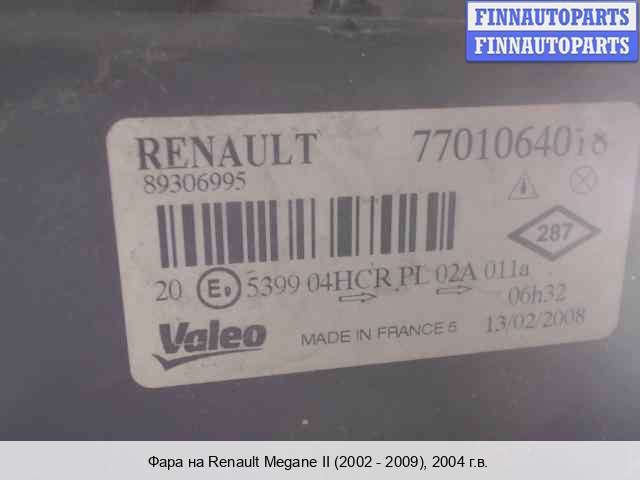 FINNAUTOPARTS
FINNAUTOPARTS
RENAULT 7701064018
89306995
287
20 E9 5399 04HCR PL 02A 011a
06h32
Valeo MADE IN FRANCE 5 13/02/2008
Фара на Renault Megane II (2002 - 2009), 2004 г.в.